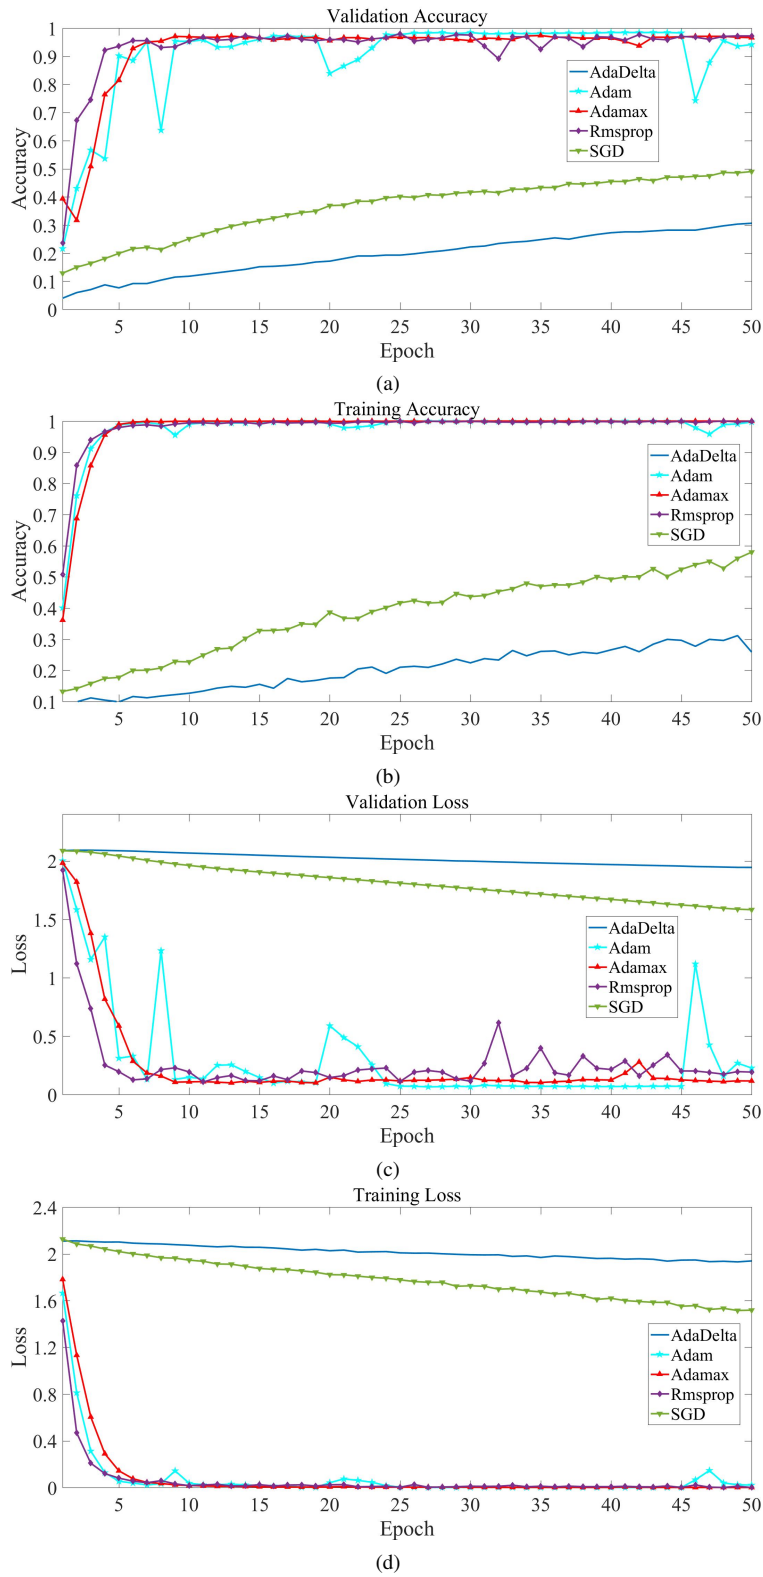 Validation Accuracy
1
0.9
0.8
0.7
0.6
0.5
0.4
0.3
0.2
0.1
0
Accuracy
AdaDelta
Adam
Adamax
Rmsprop
SGD
5 10 15 20 25 30 35 40 45 50
Epoch
(a)
Training Accuracy
1
0.9
0.8
0.7
0.6
0.5
0.4
0.3
0.2
0.1
Accuracy
AdaDelta
Adam
Adamax
Rmsprop
SGD
5 10 15 20 25 30 35 40 45 50
Epoch
(b)
Validation Loss
2
1.5
1
0.5
0
Loss
AdaDelta
Adam
Adamax
Rmsprop
SGD
5 10 15 20 25 30 35 40 45 50
Epoch
(c)
Training Loss
2.4
2
1.6
1.2
0.8
0.4
0
Loss
AdaDelta
Adam
Adamax
Rmsprop
SGD
5 10 15 20 25 30 35 40 45 50
Epoch
(d)